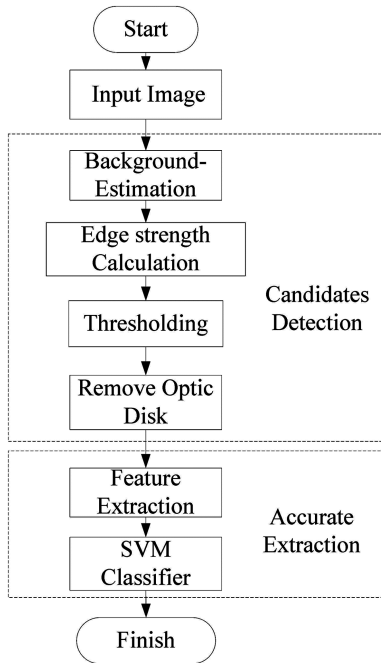 Start
Input Image
Background-
Estimation
Edge strength
Calculation
Thresholding
Remove Optic
Disk
Candidates
Detection
Feature
Extraction
SVM
Classifier
Accurate
Extraction
Finish